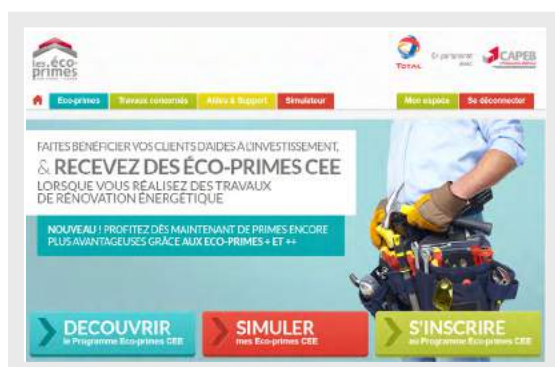 les éco-
primes
TOTAL
En partenariat
avec
CAPEB
Eco-primes
Travaux concernés
Aides & Support
Simulateur
Mon espace
Se déconnecter
FAITES BÉNÉFICIER VOS CLIENTS D'AIDES À L'INVESTISSEMENT,
& RECEVEZ DES ÉCO-PRIMES CEE
LORSQUE VOUS RÉALISEZ DES TRAVAUX
DE RÉNOVATION ÉNERGÉTIQUE
NOUVEAU ! PROFITEZ DÈS MAINTENANT DE PRIMES ENCORE
PLUS AVANTAGEUSES GRÂCE AUX ECO-PRIMES + ET ++
DECOUVRIR
le Programme Eco-primes CEE
SIMULER
mes Eco-primes CEE
S'INSCRIRE
au Programme Eco-primes CEE